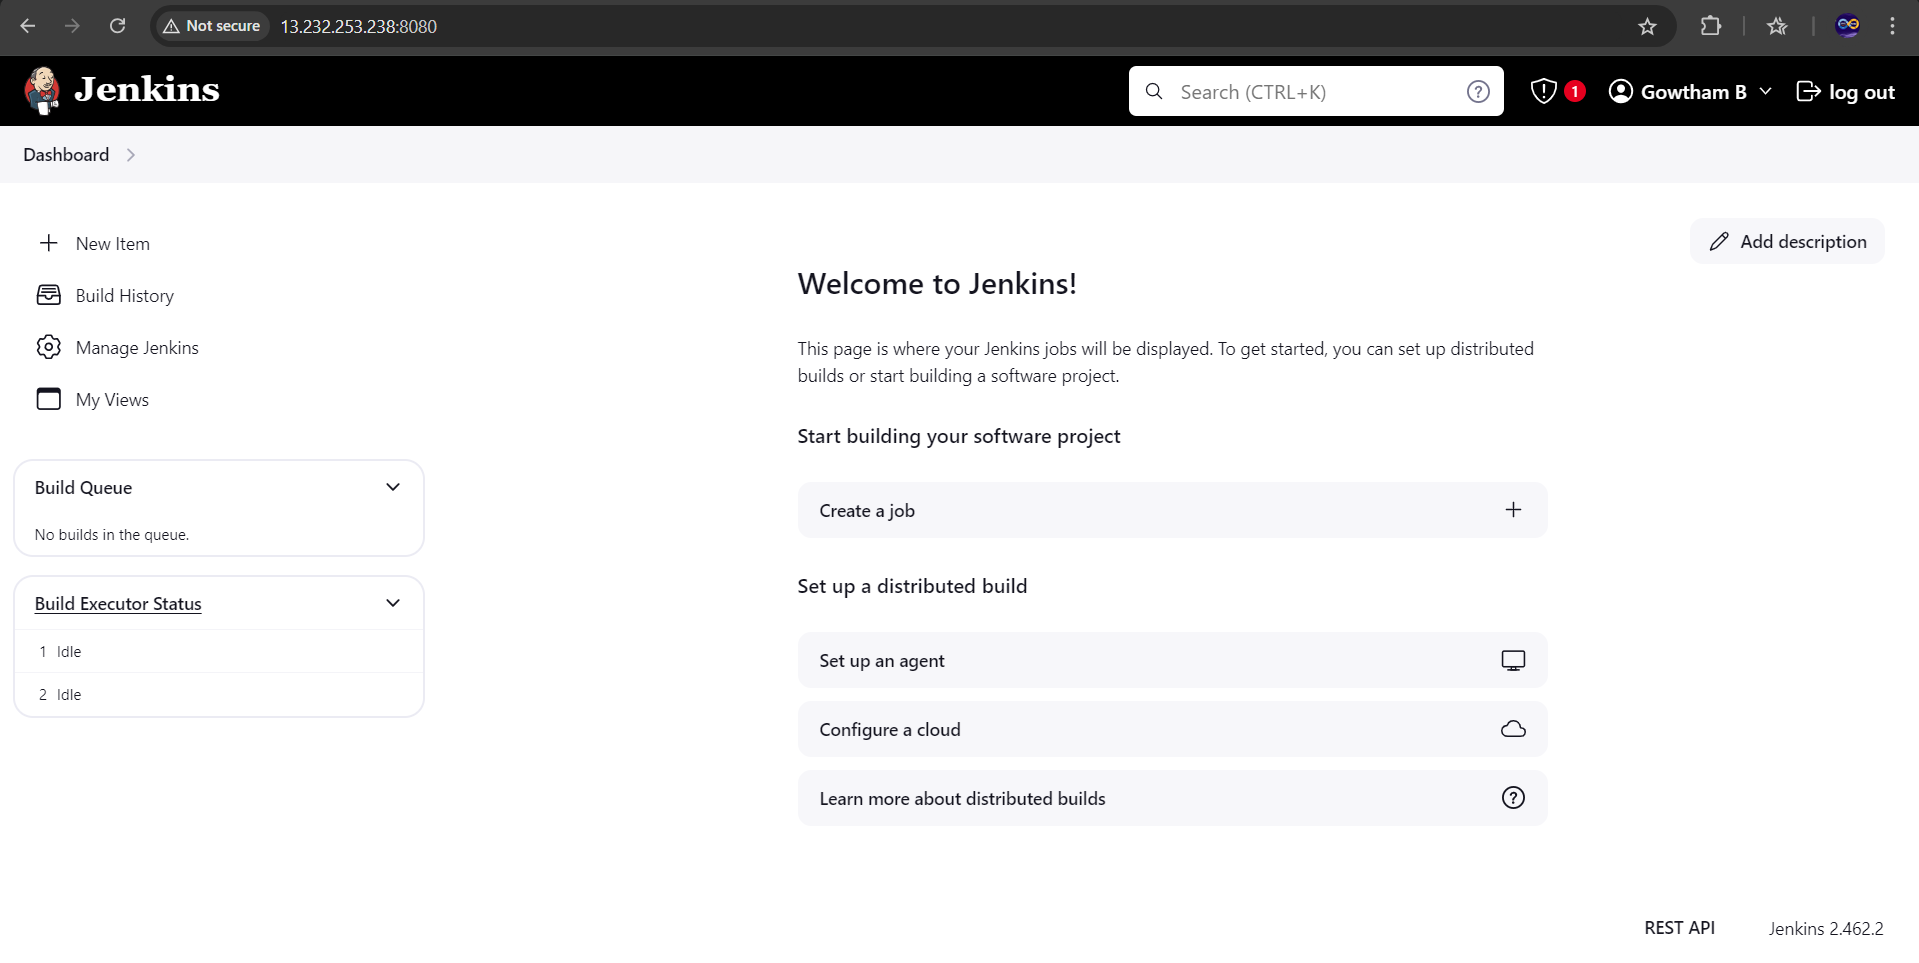 Not secure 13.232.253.238:8080
Jenkins
Search (CTRL+K)
1
Gowtham B
log out
Dashboard
New Item
Build History
Manage Jenkins
My Views
Build Queue
No builds in the queue.
Build Executor Status
1 Idle
2 Idle
Add description
Welcome to Jenkins!
This page is where your Jenkins jobs will be displayed. To get started, you can set up distributed
builds or start building a software project.
Start building your software project
Create a job
Set up a distributed build
Set up an agent
Configure a cloud
Learn more about distributed builds
REST API
Jenkins 2.462.2